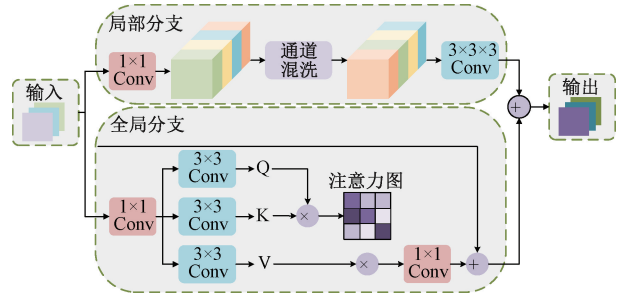 局部分支
1×1
Conv
通道
混洗
3×3×3
Conv
输入
输出
+
全局分支
3×3
Conv
Q
注意力图
1×1
Conv
3×3
Conv
K
×
3×3
Conv
V
×
1×1
Conv
+